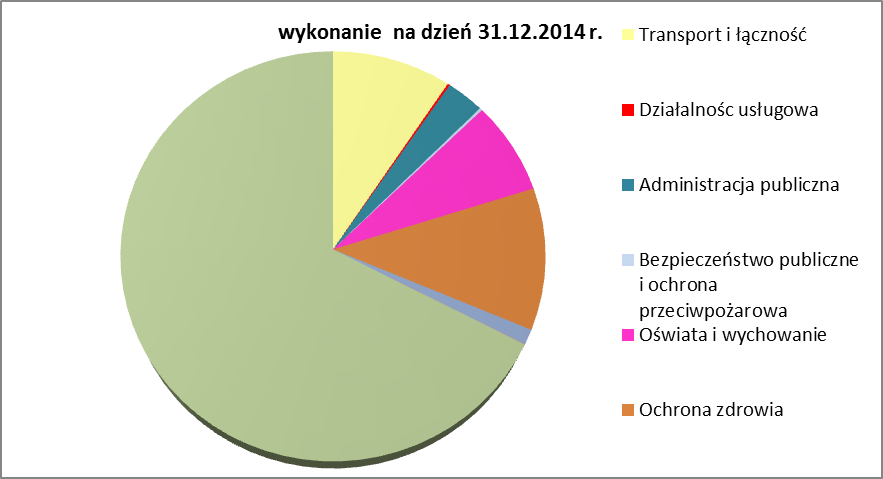 wykonanie na dzień 31.12.2014 r.
Transport i łączność
Działalnośc usługowa
Administracja publiczna
Bezpieczeństwo publiczne
i ochrona
przeciwpożarowa
Oświata i wychowanie
Ochrona zdrowia